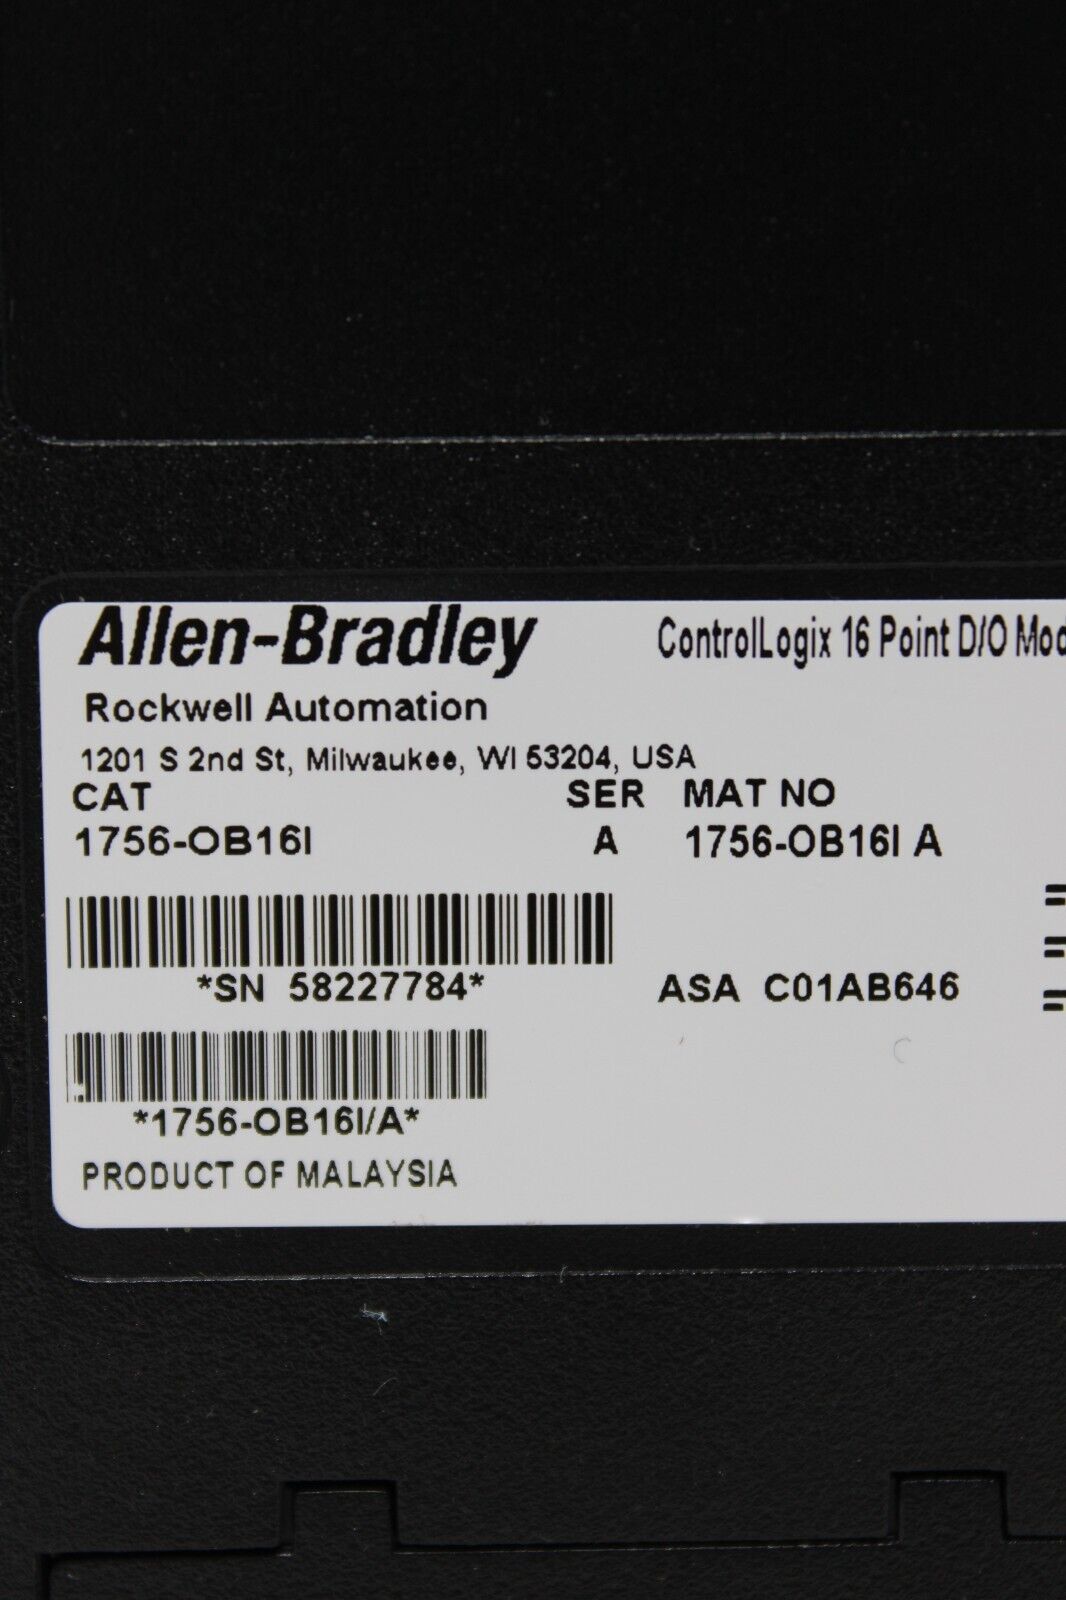 Allen-Bradley
ControlLogix 16 Point D/O
Rockwell Automation
1201 S 2nd St, Milwaukee, WI 53204, USA
CAT SER MAT NO
1756-OB16I A 1756-OB16I A
*SN 58227784* ASA C01AB646
*1756-OB16I/A*
PRODUCT OF MALAYSIA